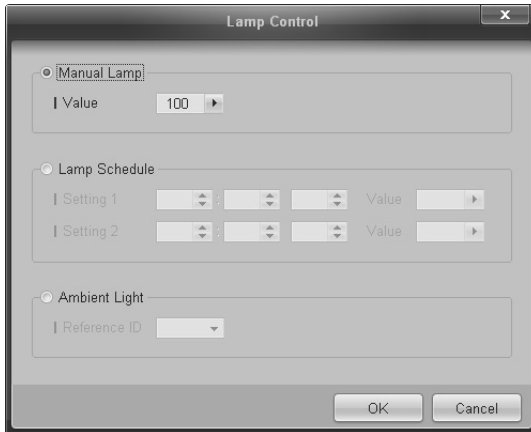 Lamp Control
x
Manual Lamp
Value 100
Lamp Schedule
Setting 1 : Value
Setting 2 : Value
Ambient Light
Reference ID
OK Cancel